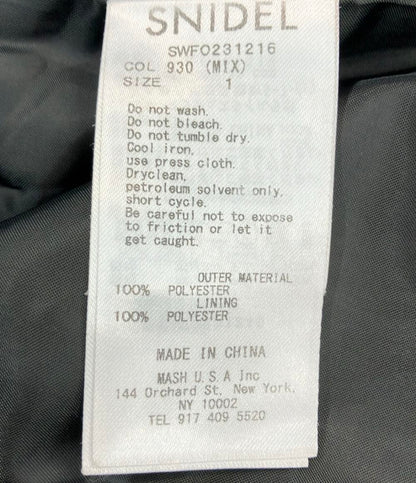 SNIDEL
SWFO231216
COL 930 (MIX)
SIZE 1
Do not wash.
Do not bleach.
Do not tumble dry.
Cool iron,
use press cloth.
Dryclean,
petroleum solvent only,
short cycle.
Be careful not to expose
to friction or let it
get caught.
OUTER MATERIAL
100% POLYESTER
LINING
100% POLYESTER
MADE IN CHINA
MASH U.S.A Inc
144 Orchard St. New York,
NY 10002
TEL 917 409 5520